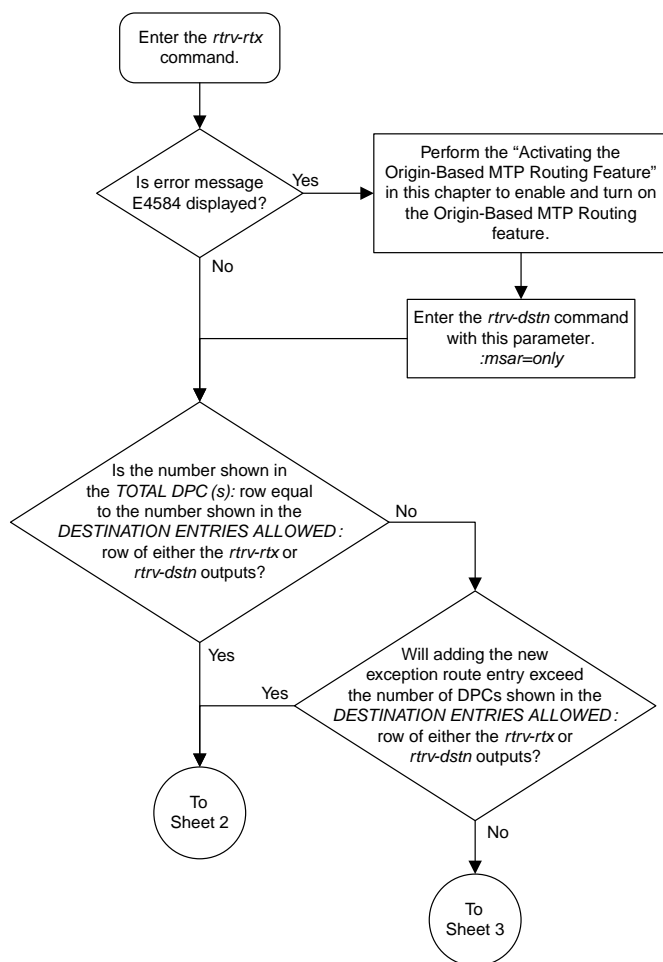 Enter the rtrv-rtx
command.
Is error message
E4584 displayed?
Yes
Perform the “Activating the
Origin-Based MTP Routing Feature”
in this chapter to enable and turn on
the Origin-Based MTP Routing
feature.
No
Enter the rtrv-dstn command
with this parameter.
:msar=only
Is the number shown in
the TOTAL DPC (s): row equal
to the number shown in the
DESTINATION ENTRIES ALLOWED :
row of either the rtrv-rtx or
rtrv-dstn outputs?
No
Yes
Will adding the new
exception route entry exceed
the number of DPCs shown in the
DESTINATION ENTRIES ALLOWED :
row of either the rtrv-rtx or
rtrv-dstn outputs?
Yes
To
Sheet 2
No
To
Sheet 3